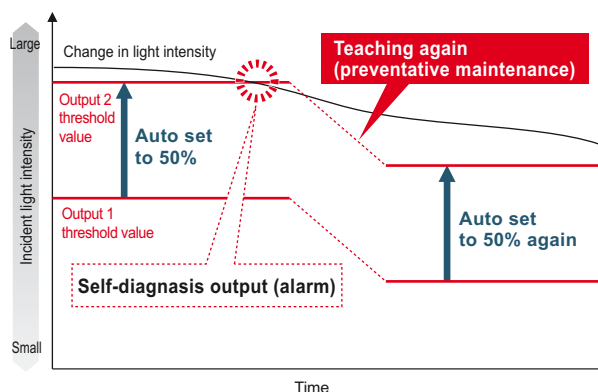 Large
Change in light intensity
Teaching again
(preventative maintenance)
Output 2
threshold
value
Auto set
to 50%
Incident light intensity
Output 1
threshold value
Auto set
to 50% again
Self-diagnosis output (alarm)
Small
Time